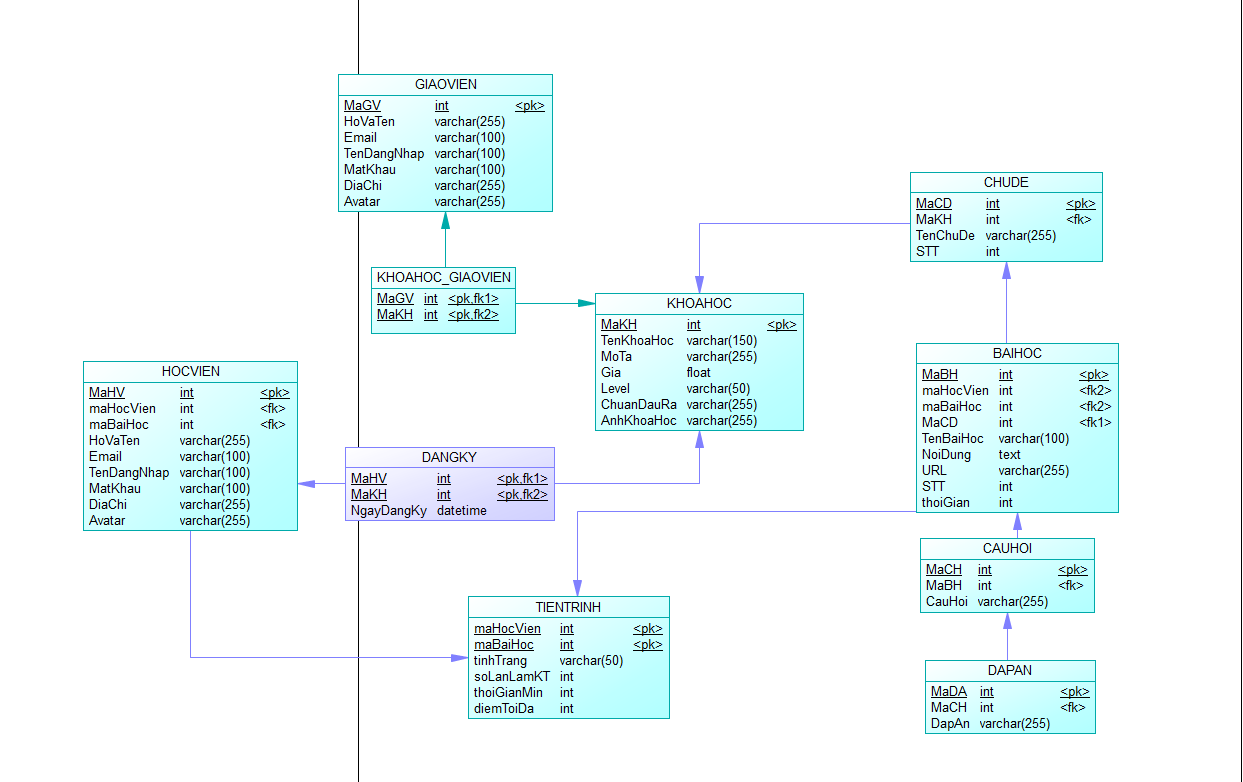 GIAOVIEN
MaGV int <pk>
HoVaTen varchar(255)
Email varchar(100)
TenDangNhap varchar(100)
MatKhau varchar(100)
DiaChi varchar(255)
Avatar varchar(255)
CHUDE
MaCD int <pk>
MaKH int <fk>
TenChuDe varchar(255)
STT int
KHOAHOC_GIAOVIEN
MaGV int <pk,fk1>
MaKH int <pk,fk2>
KHOAHOC
MaKH int <pk>
TenKhoaHoc varchar(150)
MoTa varchar(255)
Gia float
Level varchar(50)
ChuanDauRa varchar(255)
AnhKhoaHoc varchar(255)
BAIHOC
MaBH int <pk>
maHocVien int <fk2>
maBaiHoc int <fk2>
MaCD int <fk1>
TenBaiHoc varchar(100)
NoiDung text
URL varchar(255)
STT int
thoiGian int
HOCVIEN
MaHV int <pk>
maHocVien int <fk>
maBaiHoc int <fk>
HoVaTen varchar(255)
Email varchar(100)
TenDangNhap varchar(100)
MatKhau varchar(100)
DiaChi varchar(255)
Avatar varchar(255)
DANGKY
MaHV int <pk,fk1>
MaKH int <pk,fk2>
NgayDangKy datetime
CAUHOI
MaCH int <pk>
MaBH int <fk>
CauHoi varchar(255)
TIENTRINH
maHocVien int <pk>
maBaiHoc int <pk>
tinhTrang varchar(50)
soLanLamKT int
thoiGianMin int
diemToiDa int
DAPAN
MaDA int <pk>
MaCH int <fk>
DapAn varchar(255)